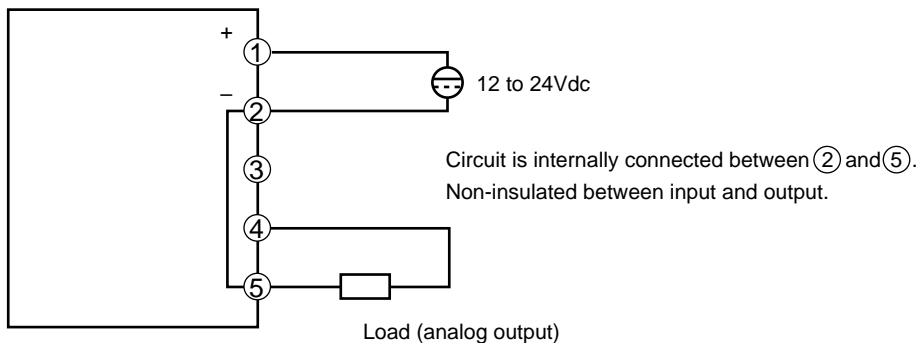 +
①
12 to 24Vdc
–
②
③
Circuit is internally connected between ② and ⑤.
Non-insulated between input and output.
④
⑤
Load (analog output)